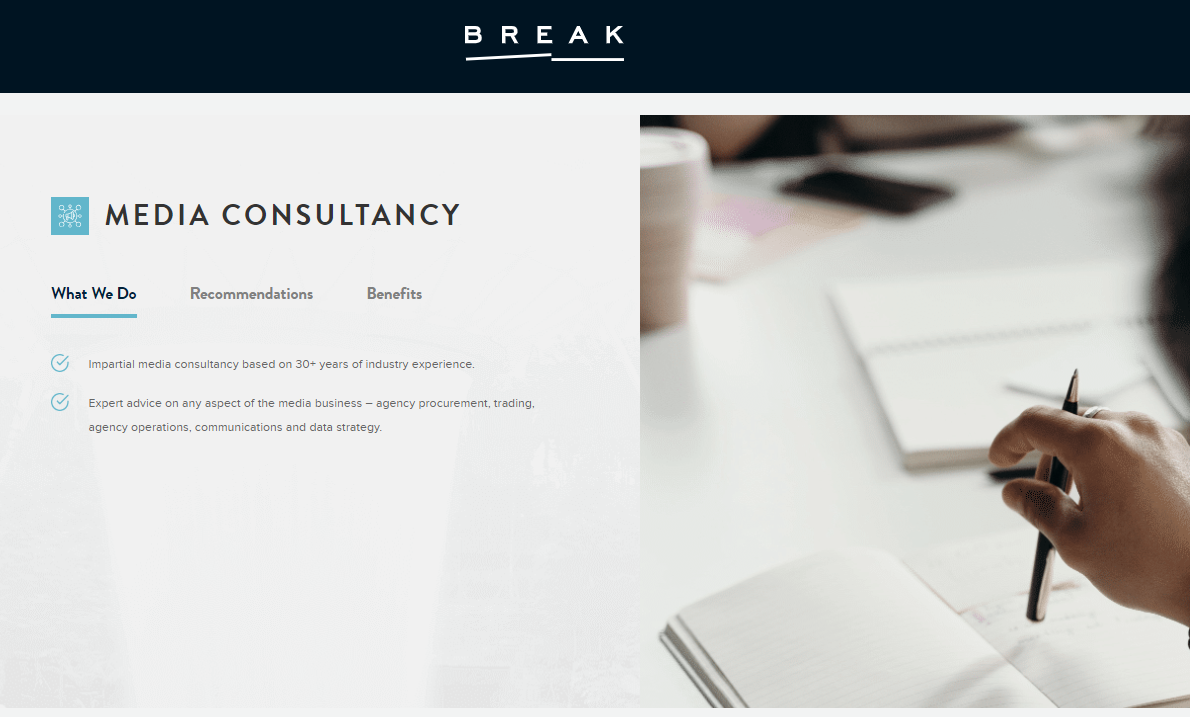 BREAK
MEDIA CONSULTANCY
What We Do Recommendations Benefits
Impartial media consultancy based on 30+ years of industry experience.
Expert advice on any aspect of the media business – agency procurement, trading,
agency operations, communications and data strategy.